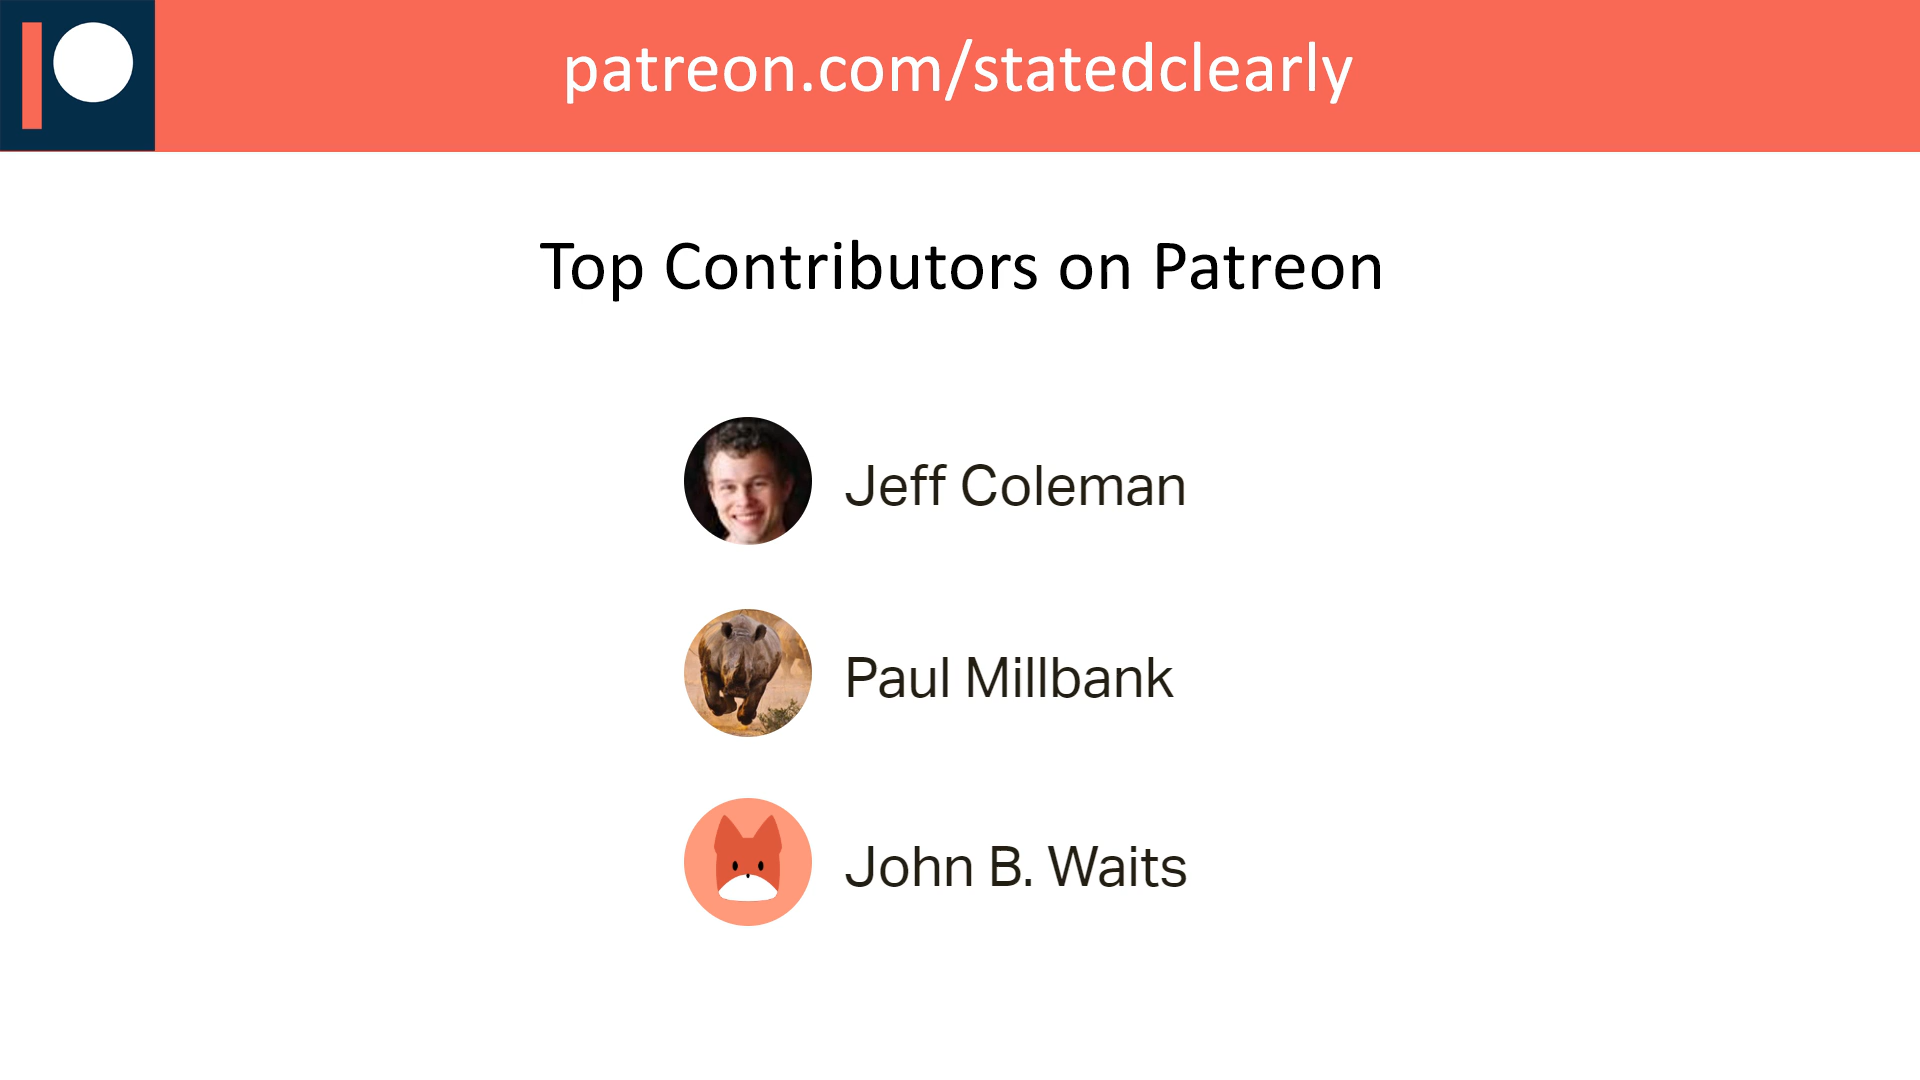 patreon.com/statedclearly
Top Contributors on Patreon
Jeff Coleman
Paul Millbank
John B. Waits